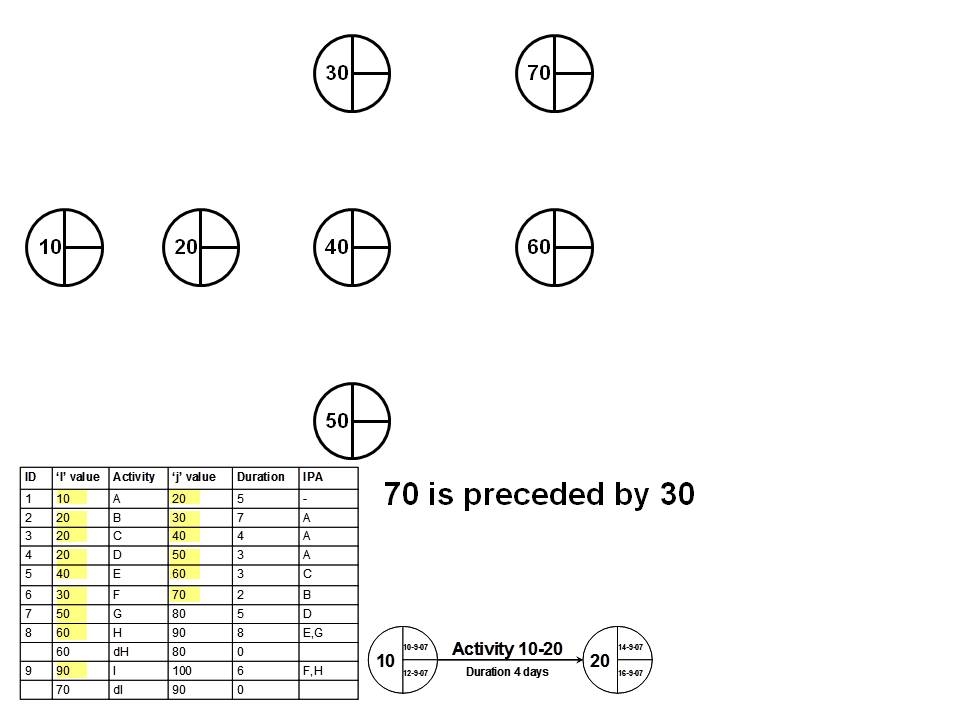 30 70
10 20 40 60
50
ID ‘I’ value Activity ‘j’ value Duration IPA
1 10 A 20 5 -
2 20 B 30 7 A
3 20 C 40 4 A
4 20 D 50 3 A
5 40 E 60 3 C
6 30 F 70 2 B
7 50 G 80 5 D
8 60 H 90 8 E,G
60 dH 80 0
9 90 I 100 6 F,H
70 dI 90 0
70 is preceded by 30
10 10-9-07 12-9-07
Activity 10-20
Duration 4 days
20 14-9-07 16-9-07